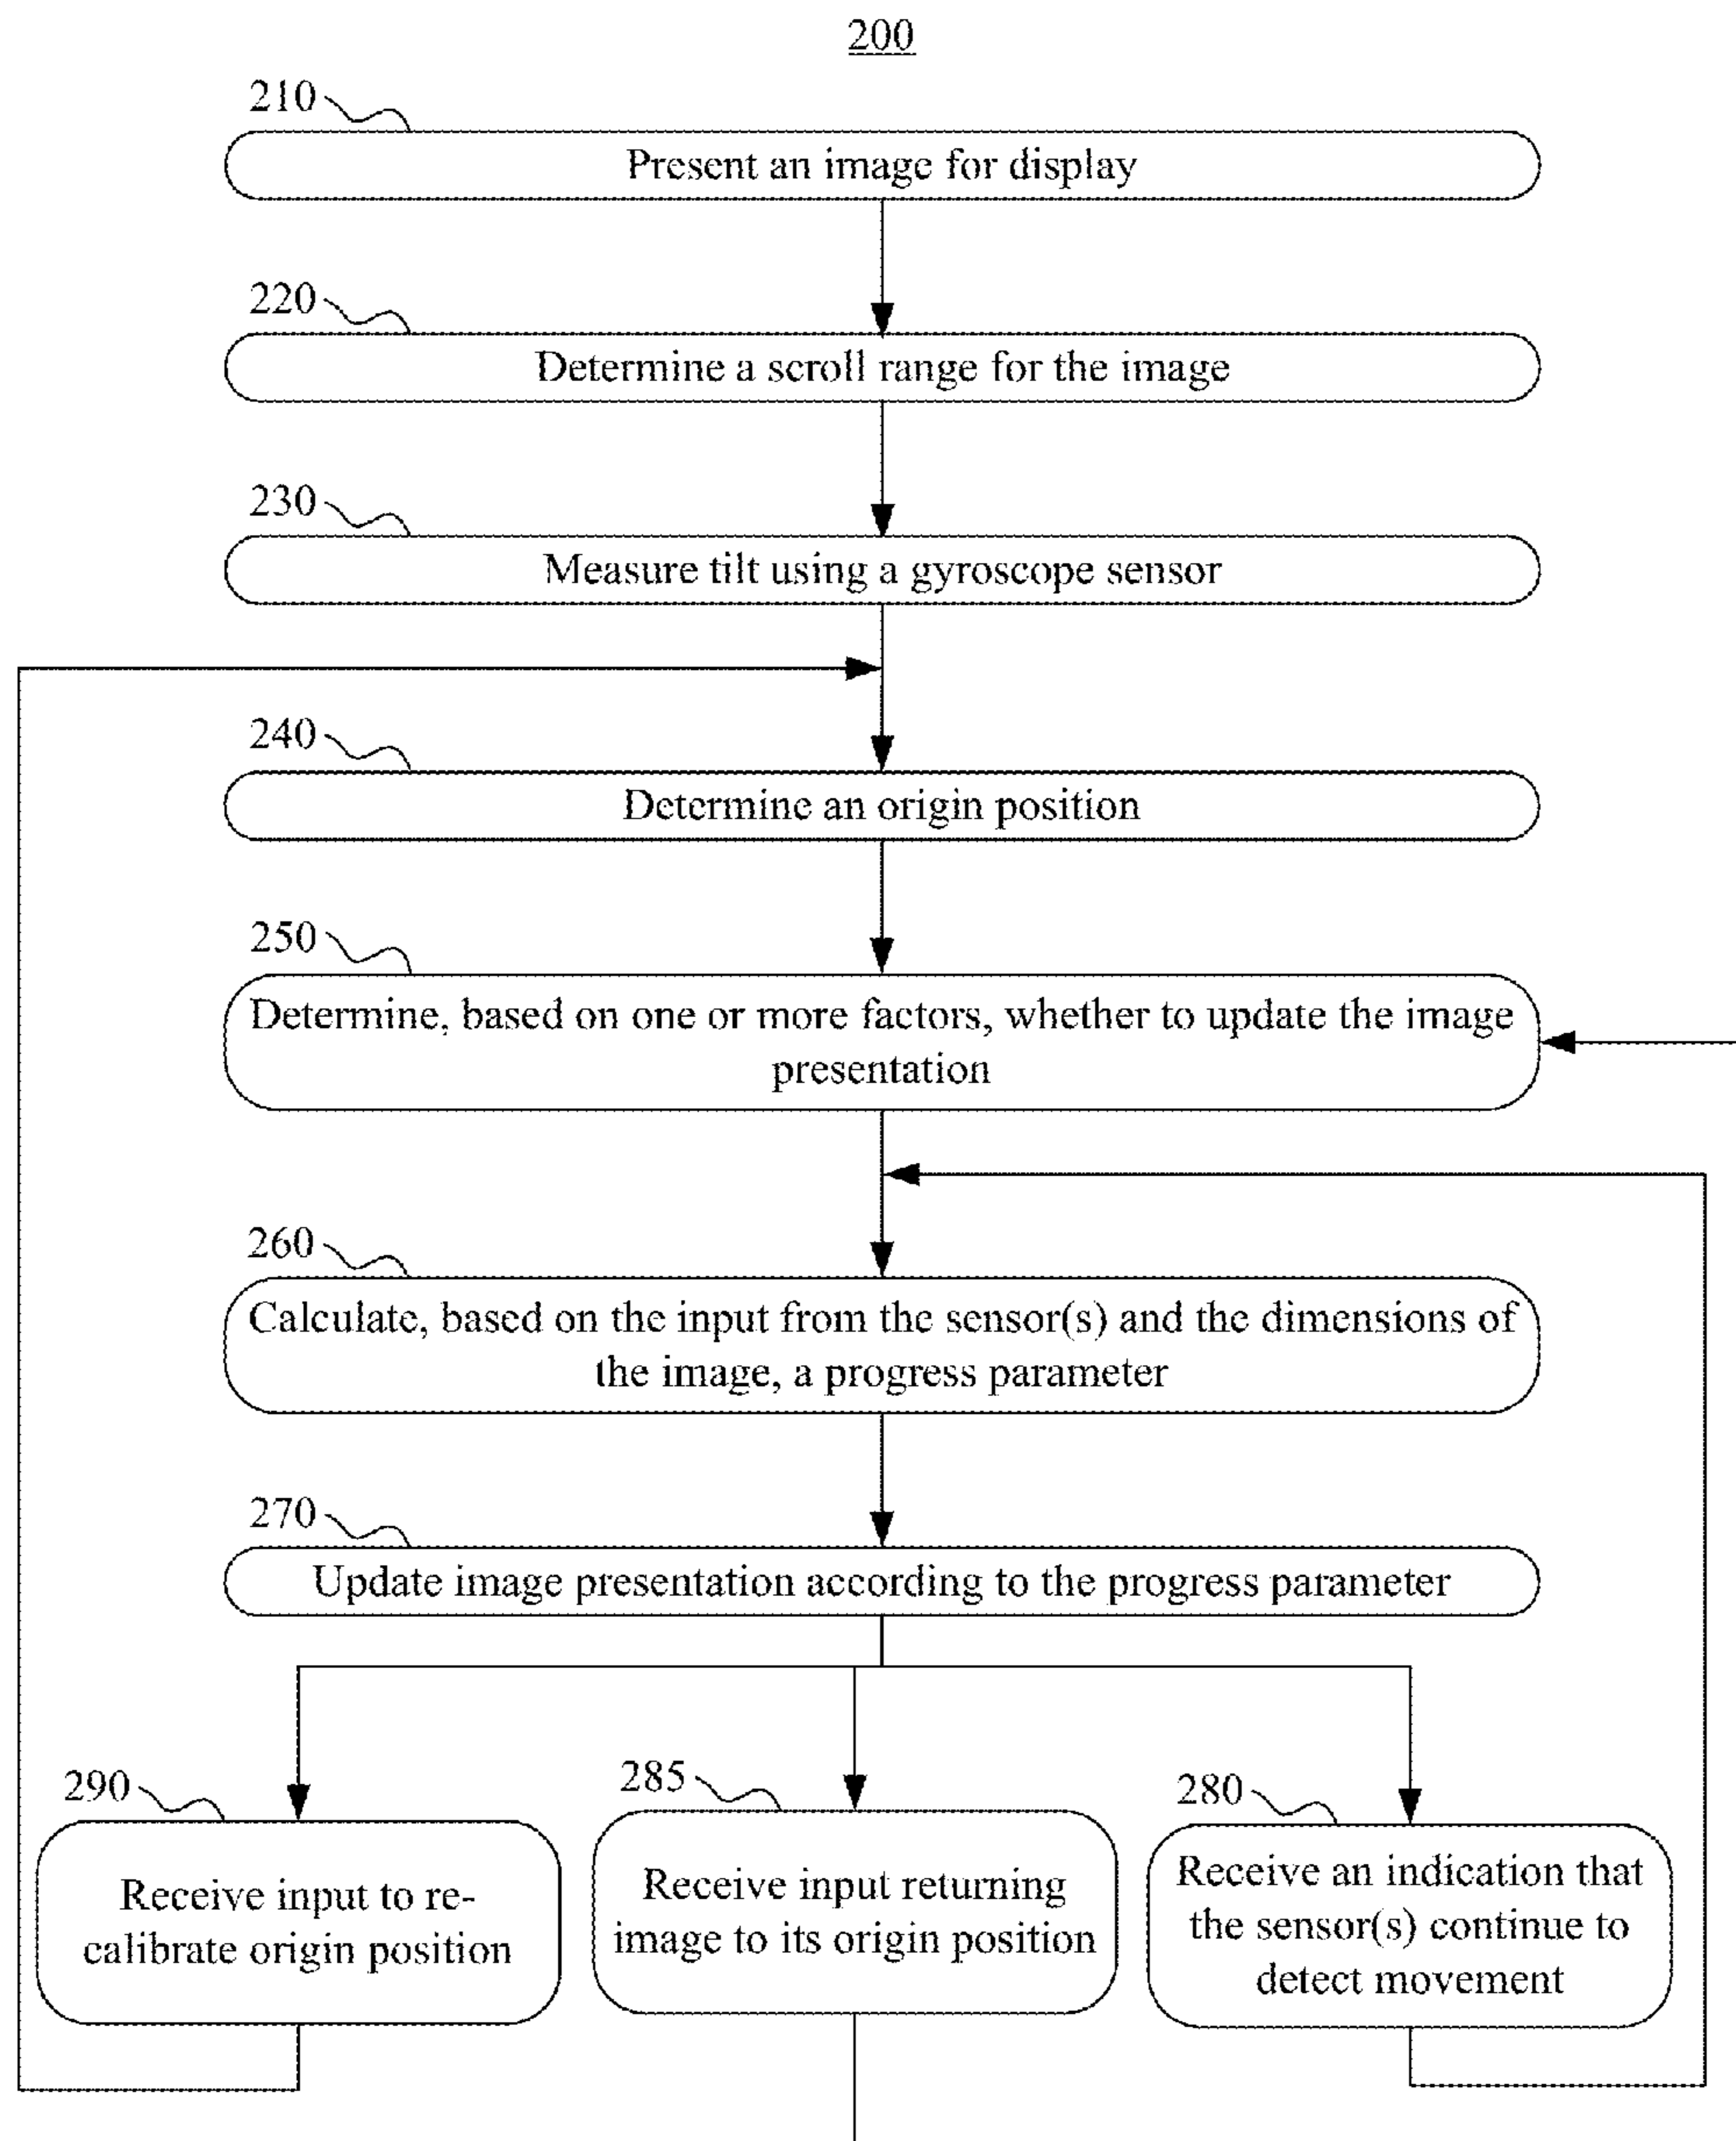 200
210
Present an image for display
220
Determine a scroll range for the image
230
Measure tilt using a gyroscope sensor
240
Determine an origin position
250
Determine, based on one or more factors, whether to update the image
presentation
260
Calculate, based on the input from the sensor(s) and the dimensions of
the image, a progress parameter
270
Update image presentation according to the progress parameter
290
Receive input to re-
calibrate origin position
285
Receive input returning
image to its origin position
280
Receive an indication that
the sensor(s) continue to
detect movement